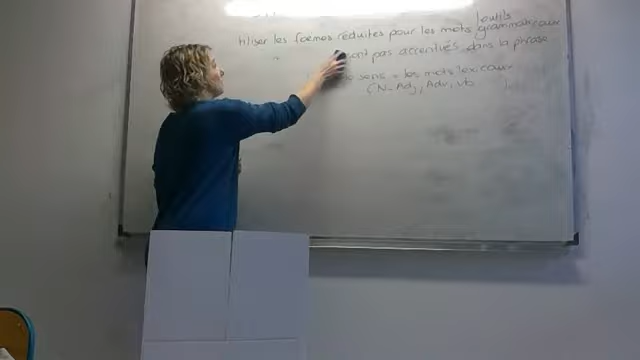 outils
utiliser les formes réduites pour les mots grammaticaux
sont pas accentués dans la phrase
le sens = les mots lexicaux
(N, Adj, Adv, vb )